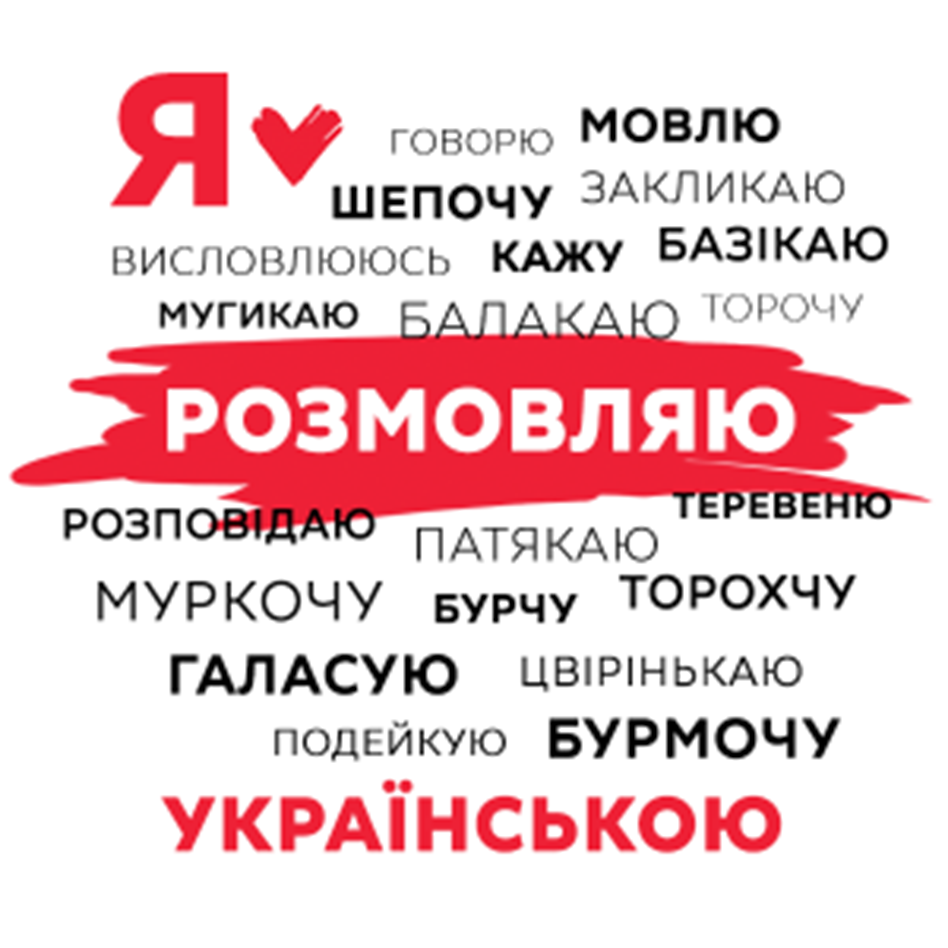 Я
ГОВОРЮ МОВЛЮ
ШЕПОЧУ ЗАКЛИКАЮ
ВИСЛОВЛЮЮСЬ КАЖУ БАЗІКАЮ
МУГИКАЮ БАЛАКАЮ ТОРОЧУ
РОЗМОВЛЯЮ
РОЗПОВІДАЮ ПАТЯКАЮ ТЕРЕВЕНЮ
МУРКОЧУ БУРЧУ ТОРОХЧУ
ГАЛАСУЮ ЦВІРІНЬКАЮ
ПОДЕЙКУЮ БУРМОЧУ
УКРАЇНСЬКОЮ